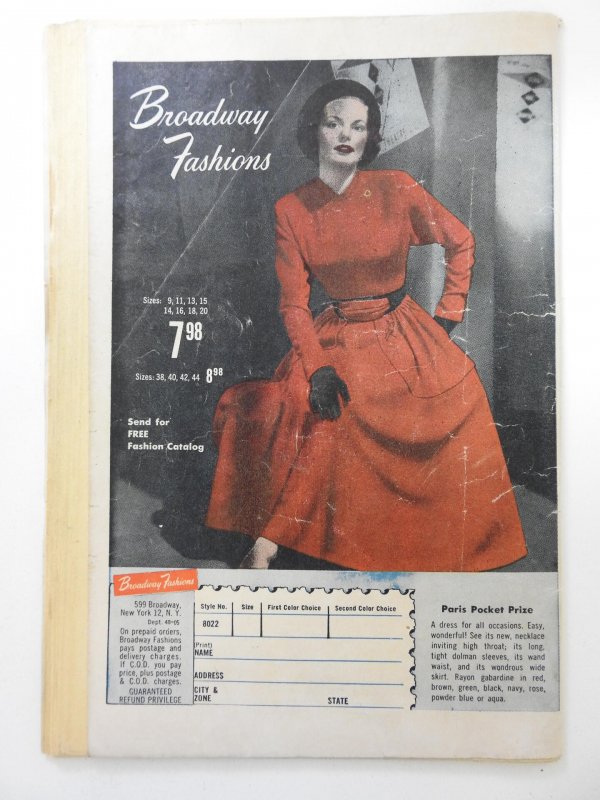 Broadway
Fashions
Sizes: 9, 11, 13, 15
14, 16, 18, 20
7 98
Sizes: 38, 40, 42, 44 8 98
Send for
FREE
Fashion Catalog
Broadway Fashions
599 Broadway,
New York 12, N. Y.
Dept. 48-05
On prepaid orders,
Broadway Fashions
pays postage and
delivery charges.
If C.O.D. you pay
price, plus postage
& C.O.D. charges.
GUARANTEED
REFUND PRIVILEGE
Style No. Size First Color Choice Second Color Choice
8022
(Print)
NAME
ADDRESS
CITY &
ZONE STATE
Paris Pocket Prize
A dress for all occasions. Easy,
wonderful! See its new, necklace
inviting high throat; its long,
tight dolman sleeves, its wand
waist, and its wondrous wide
skirt. Rayon gabardine in red,
brown, green, black, navy, rose,
powder blue or aqua.